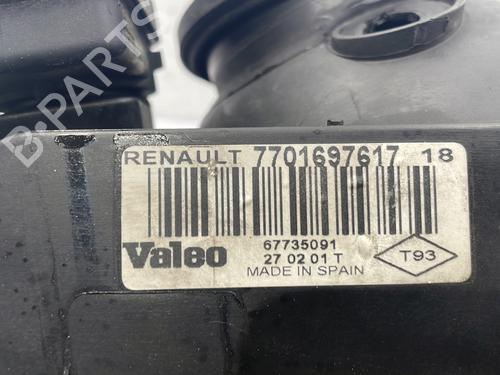 B-PARTS
RENAULT 7701697617 18
Valeo
67735091
27 02 01 T
MADE IN SPAIN
T93